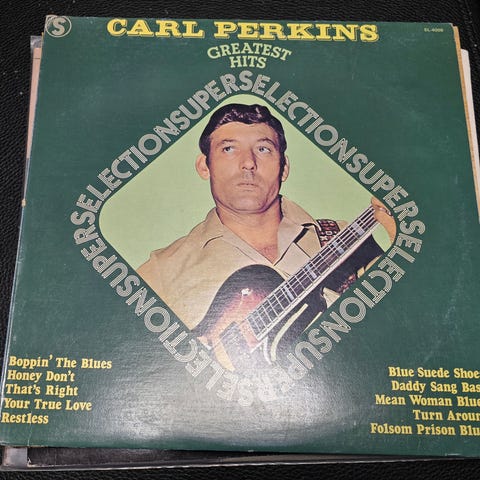 S
CARL PERKINS
SL-4009
GREATEST
HITS
SUPERSELECTIONSUPERSELECTIONSUPERSELECTIONSUPERSELECTION
Boppin' The Blues
Honey Don't
That's Right
Your True Love
Restless
Blue Suede Shoe
Daddy Sang Bas
Mean Woman Blue
Turn Aroun
Folsom Prison Blu